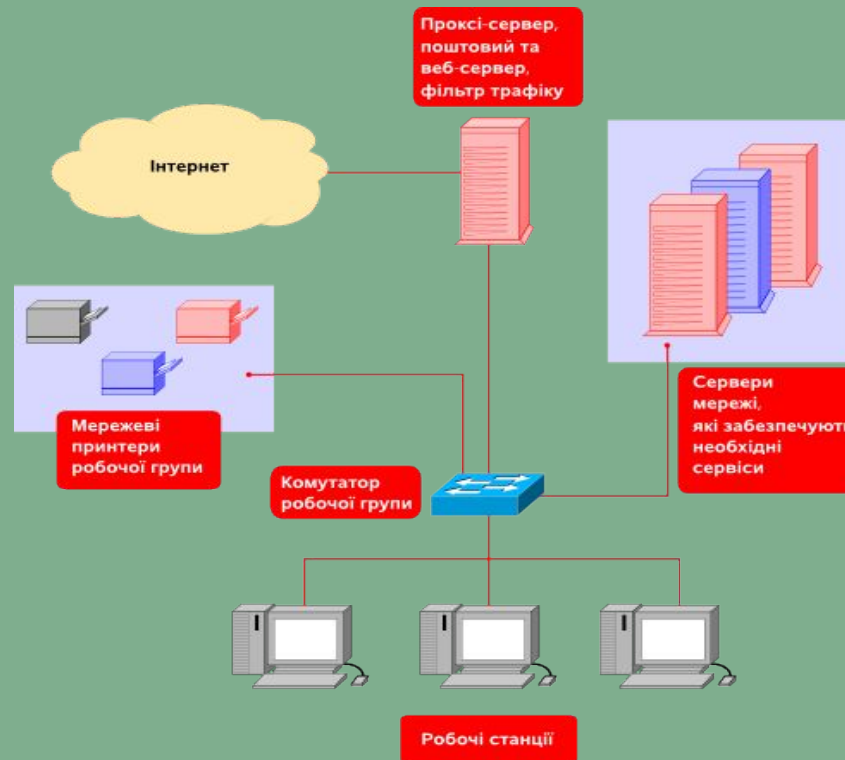 Проксі-сервер,
поштовий та
веб-сервер,
фільтр трафіку
Інтернет
Мережеві
принтери
робочої групи
Сервери
мережі,
які забезпечують
необхідні
сервіси
Комутатор
робочої групи
Робочі станції